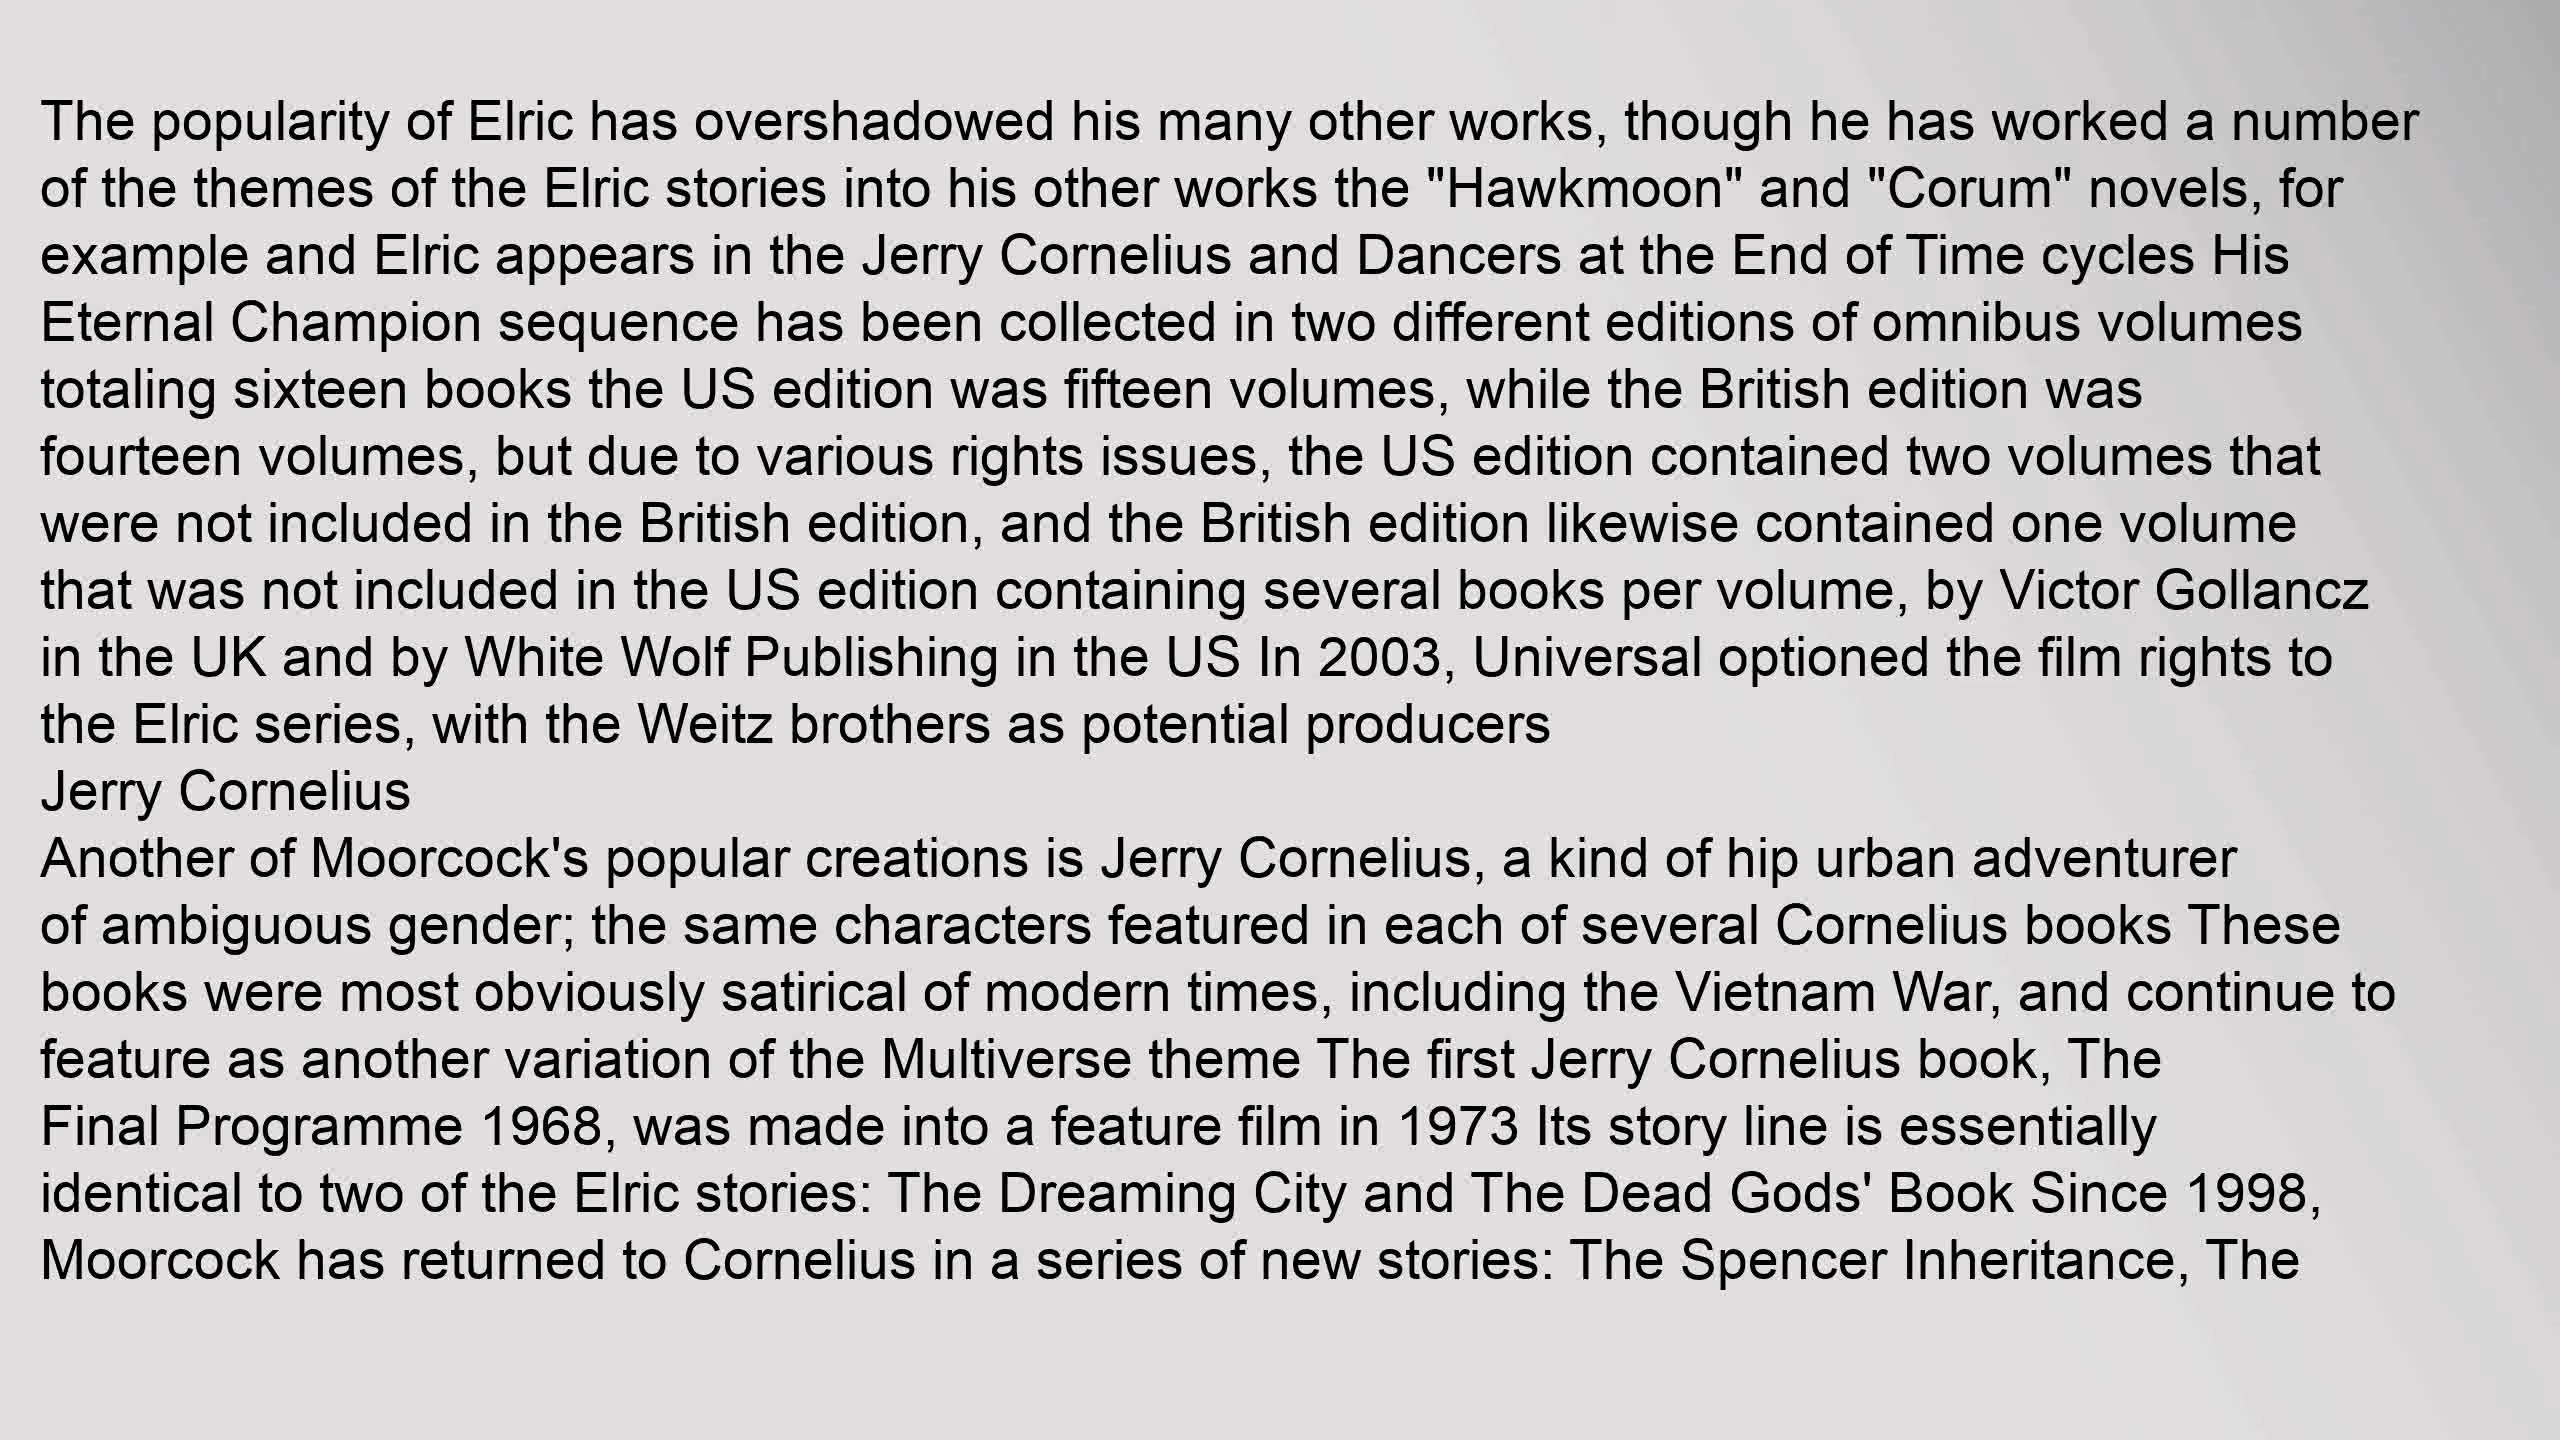 The popularity of Elric has overshadowed his many other works, though he has worked a number
of the themes of the Elric stories into his other works the "Hawkmoon" and "Corum" novels, for
example and Elric appears in the Jerry Cornelius and Dancers at the End of Time cycles His
Eternal Champion sequence has been collected in two different editions of omnibus volumes
totaling sixteen books the US edition was fifteen volumes, while the British edition was
fourteen volumes, but due to various rights issues, the US edition contained two volumes that
were not included in the British edition, and the British edition likewise contained one volume
that was not included in the US edition containing several books per volume, by Victor Gollancz
in the UK and by White Wolf Publishing in the US In 2003, Universal optioned the film rights to
the Elric series, with the Weitz brothers as potential producers
Jerry Cornelius
Another of Moorcock's popular creations is Jerry Cornelius, a kind of hip urban adventurer
of ambiguous gender; the same characters featured in each of several Cornelius books These
books were most obviously satirical of modern times, including the Vietnam War, and continue to
feature as another variation of the Multiverse theme The first Jerry Cornelius book, The
Final Programme 1968, was made into a feature film in 1973 Its story line is essentially
identical to two of the Elric stories: The Dreaming City and The Dead Gods' Book Since 1998,
Moorcock has returned to Cornelius in a series of new stories: The Spencer Inheritance, The